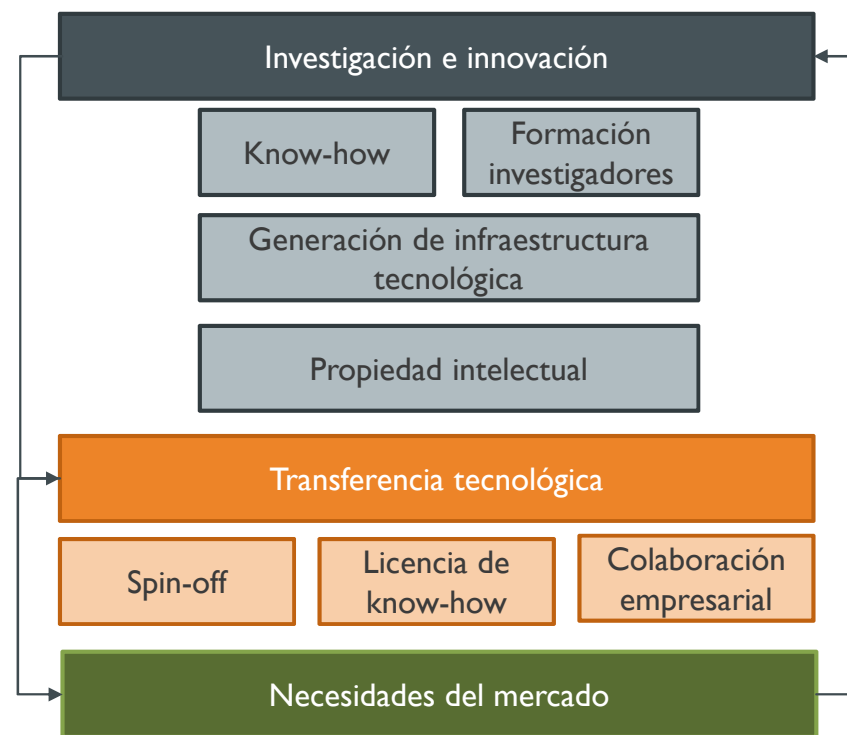 Investigación e innovación
Know-how
Formación
investigadores
Generación de infraestructura
tecnológica
Propiedad intelectual
Transferencia tecnológica
Spin-off
Licencia de
know-how
Colaboración
empresarial
Necesidades del mercado